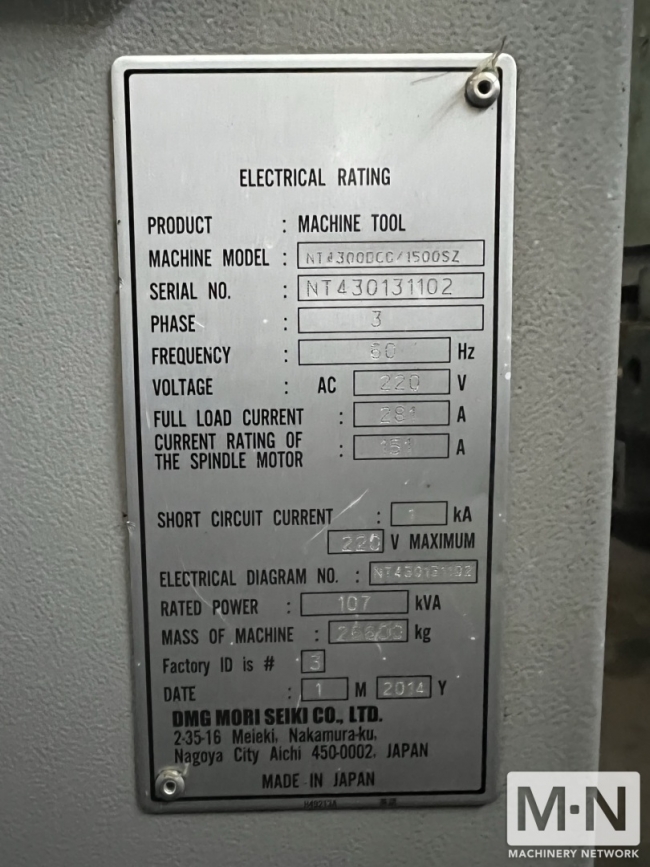 ELECTRICAL RATING
PRODUCT : MACHINE TOOL
MACHINE MODEL : NT4300DCG/1500SZ
SERIAL NO. : NT430131102
PHASE : 3
FREQUENCY : 60 Hz
VOLTAGE : AC 220 V
FULL LOAD CURRENT : 281 A
CURRENT RATING OF
THE SPINDLE MOTOR : A
SHORT CIRCUIT CURRENT : 1 kA
220 V MAXIMUM
ELECTRICAL DIAGRAM NO. : NT430131102
RATED POWER : 107 kVA
MASS OF MACHINE : kg
Factory ID is # 3
DATE : 1 M 2014 Y
DMG MORI SEIKI CO., LTD.
2-35-16 Meieki, Nakamura-ku,
Nagoya City Aichi 450-0002, JAPAN
MADE IN JAPAN
M·N
MACHINERY NETWORK